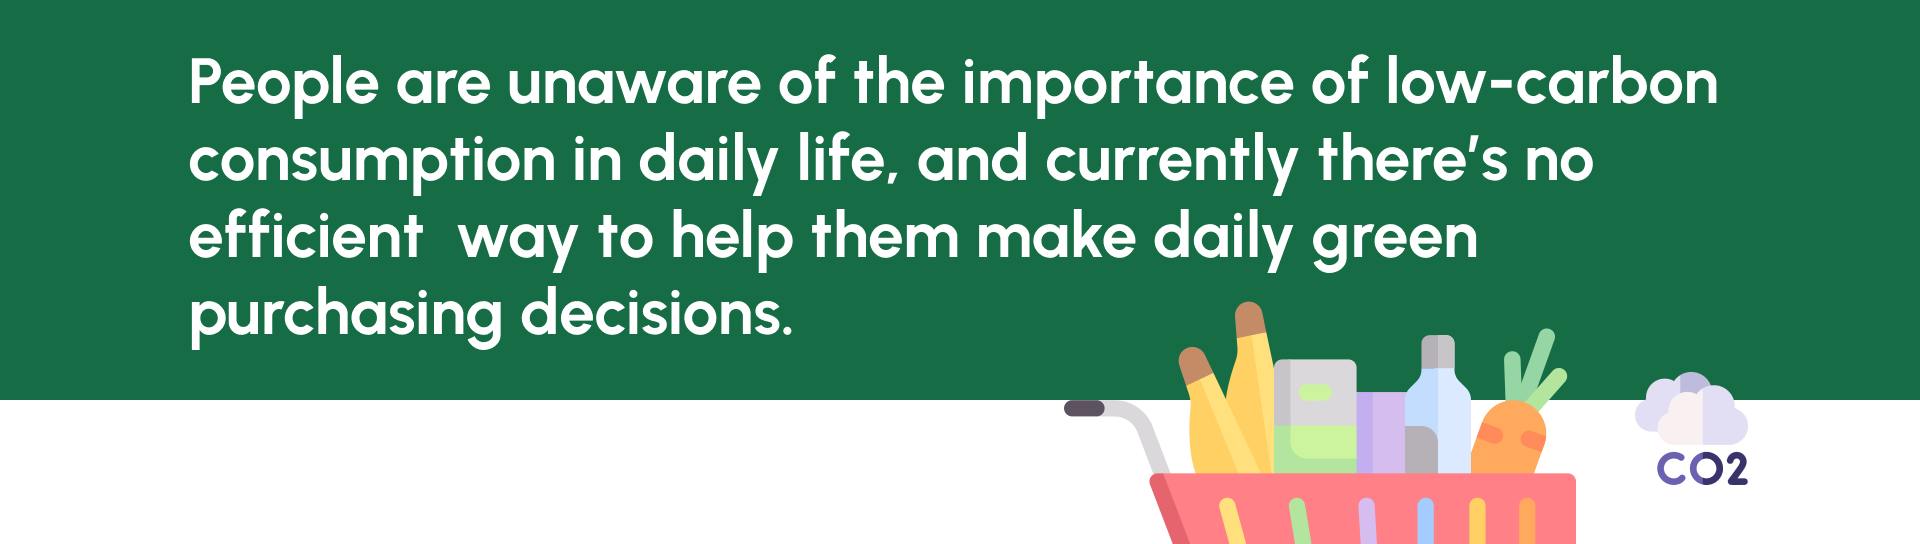 People are unaware of the importance of low-carbon
consumption in daily life, and currently there's no
efficient  way to help them make daily green
purchasing decisions.
CO2